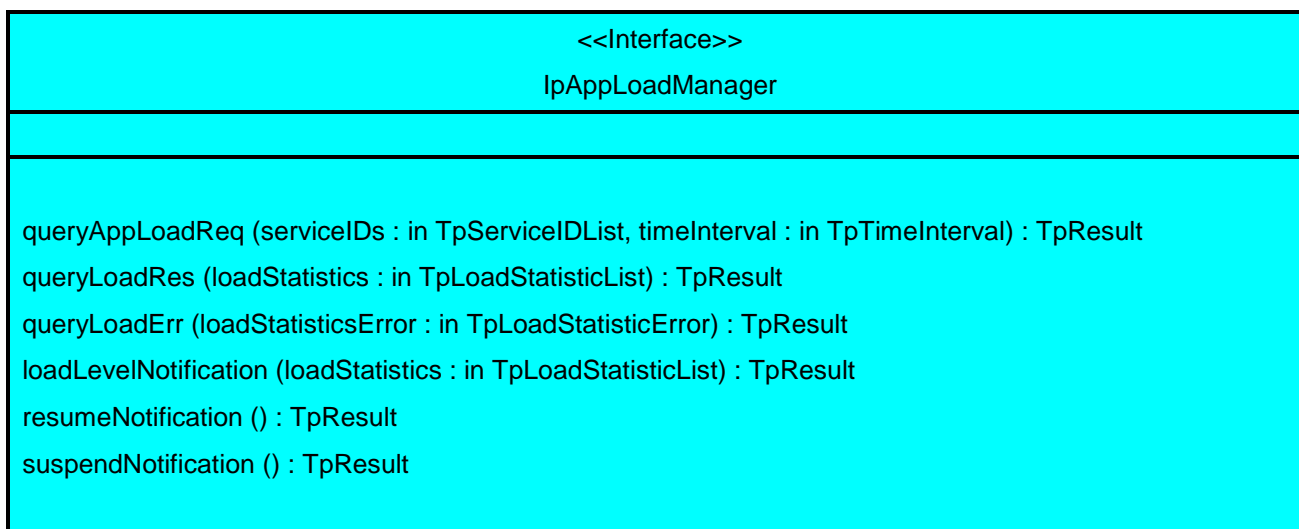 <<Interface>>
IpAppLoadManager
queryAppLoadReq (serviceIDs : in TpServiceIDList, timeInterval : in TpTimeInterval) : TpResult
queryLoadRes (loadStatistics : in TpLoadStatisticList) : TpResult
queryLoadErr (loadStatisticsError : in TpLoadStatisticError) : TpResult
loadLevelNotification (loadStatistics : in TpLoadStatisticList) : TpResult
resumeNotification () : TpResult
suspendNotification () : TpResult